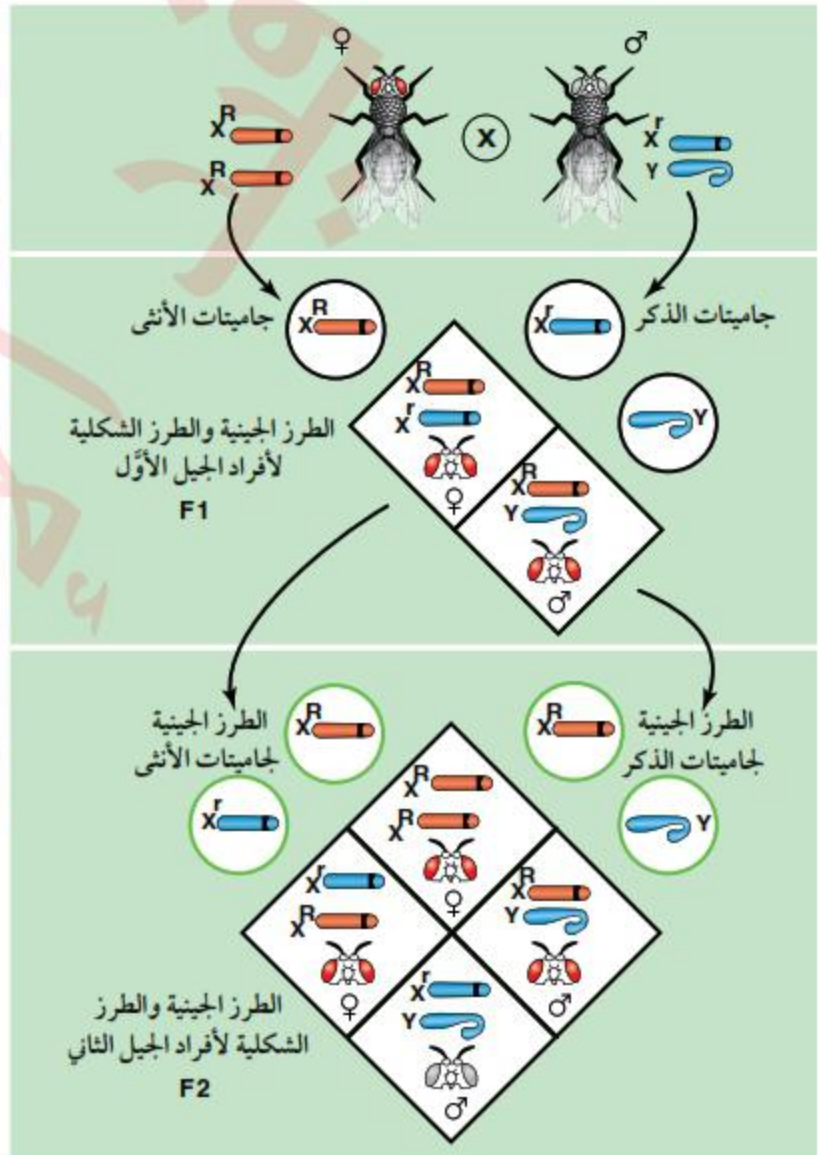 ♀ ♂
X^R X^r
X X^R Y
جاميتات الأنثى X^R X^r جاميتات الذكر
Y
الطرز الجينية والطرز الشكلية
لأفراد الجيل الأوَّل
F1
X^R
X^r
♀
X^R
Y
♂
الطرز الجينية
لجاميتات الأنثى
X^R
X^r
الطرز الجينية
لجاميتات الذكر
X^R
Y
X^R
X^R
♀
X^r
X^R
♀
X^R
Y
♂
X^r
Y
♂
الطرز الجينية والطرز
الشكلية لأفراد الجيل الثاني
F2